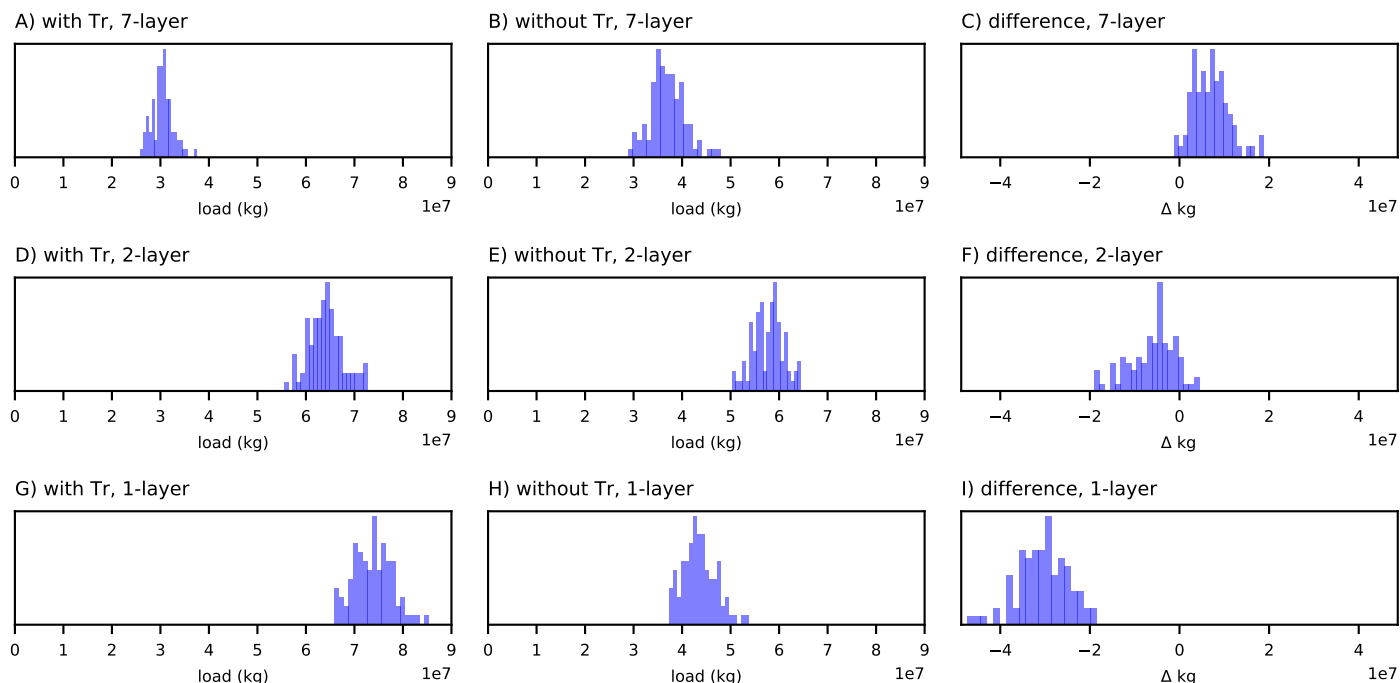 A) with Tr, 7-layer
B) without Tr, 7-layer
C) difference, 7-layer
0 1 2 3 4 5 6 7 8 9
0 1 2 3 4 5 6 7 8 9
−4 −2 0 2 4
load (kg)
1e7
load (kg)
1e7
Δ kg
1e7
D) with Tr, 2-layer
E) without Tr, 2-layer
F) difference, 2-layer
0 1 2 3 4 5 6 7 8 9
0 1 2 3 4 5 6 7 8 9
−4 −2 0 2 4
load (kg)
1e7
load (kg)
1e7
Δ kg
1e7
G) with Tr, 1-layer
H) without Tr, 1-layer
I) difference, 1-layer
0 1 2 3 4 5 6 7 8 9
0 1 2 3 4 5 6 7 8 9
−4 −2 0 2 4
load (kg)
1e7
load (kg)
1e7
Δ kg
1e7